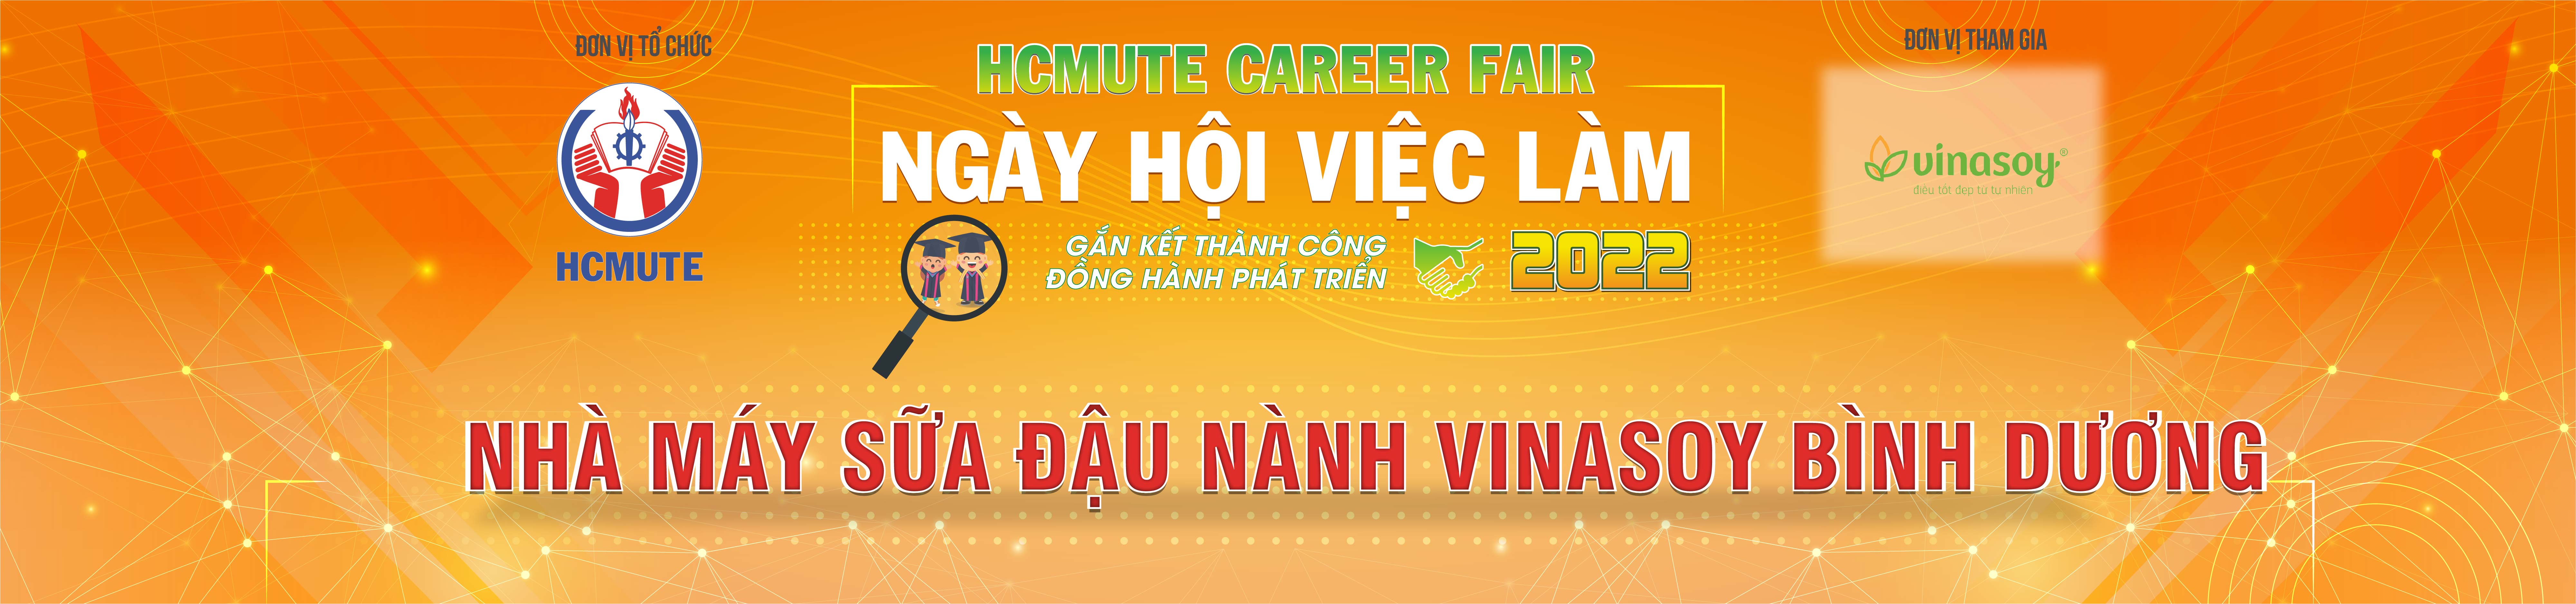 ĐƠN VỊ TỔ CHỨC
HCMUTE
HCMUTE CAREER FAIR
NGÀY HỘI VIỆC LÀM
GẮN KẾT THÀNH CÔNG
ĐỒNG HÀNH PHÁT TRIỂN
2022
ĐƠN VỊ THAM GIA
vinasoy®
điều tốt đẹp từ tự nhiên
NHÀ MÁY SỮA ĐẬU NÀNH VINASOY BÌNH DƯƠNG